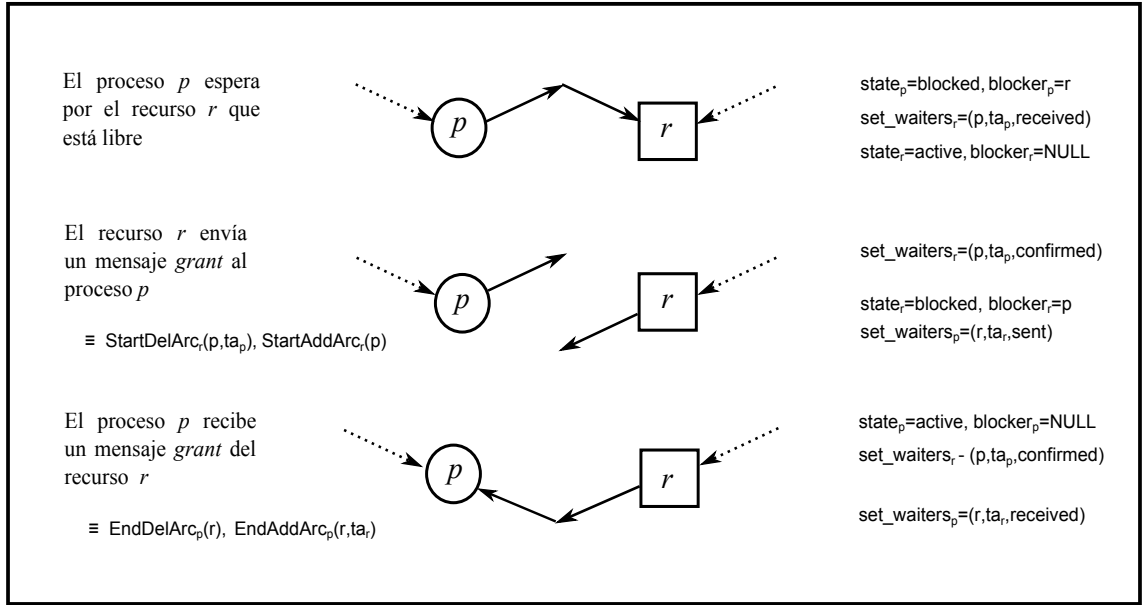 El proceso p espera
por el recurso r que
está libre
p
r
state_p=blocked, blocker_p=r
set_waiters_r=(p,ta_p,received)
state_r=active, blocker_r=NULL
El recurso r envía
un mensaje grant al
proceso p
≡ StartDelArc_r(p,ta_p), StartAddArc_r(p)
p
r
set_waiters_r=(p,ta_p,confirmed)
state_r=blocked, blocker_r=p
set_waiters_p=(r,ta_r,sent)
El proceso p recibe
un mensaje grant del
recurso r
≡ EndDelArc_p(r), EndAddArc_p(r,ta_r)
p
r
state_p=active, blocker_p=NULL
set_waiters_r - (p,ta_p,confirmed)
set_waiters_p=(r,ta_r,received)